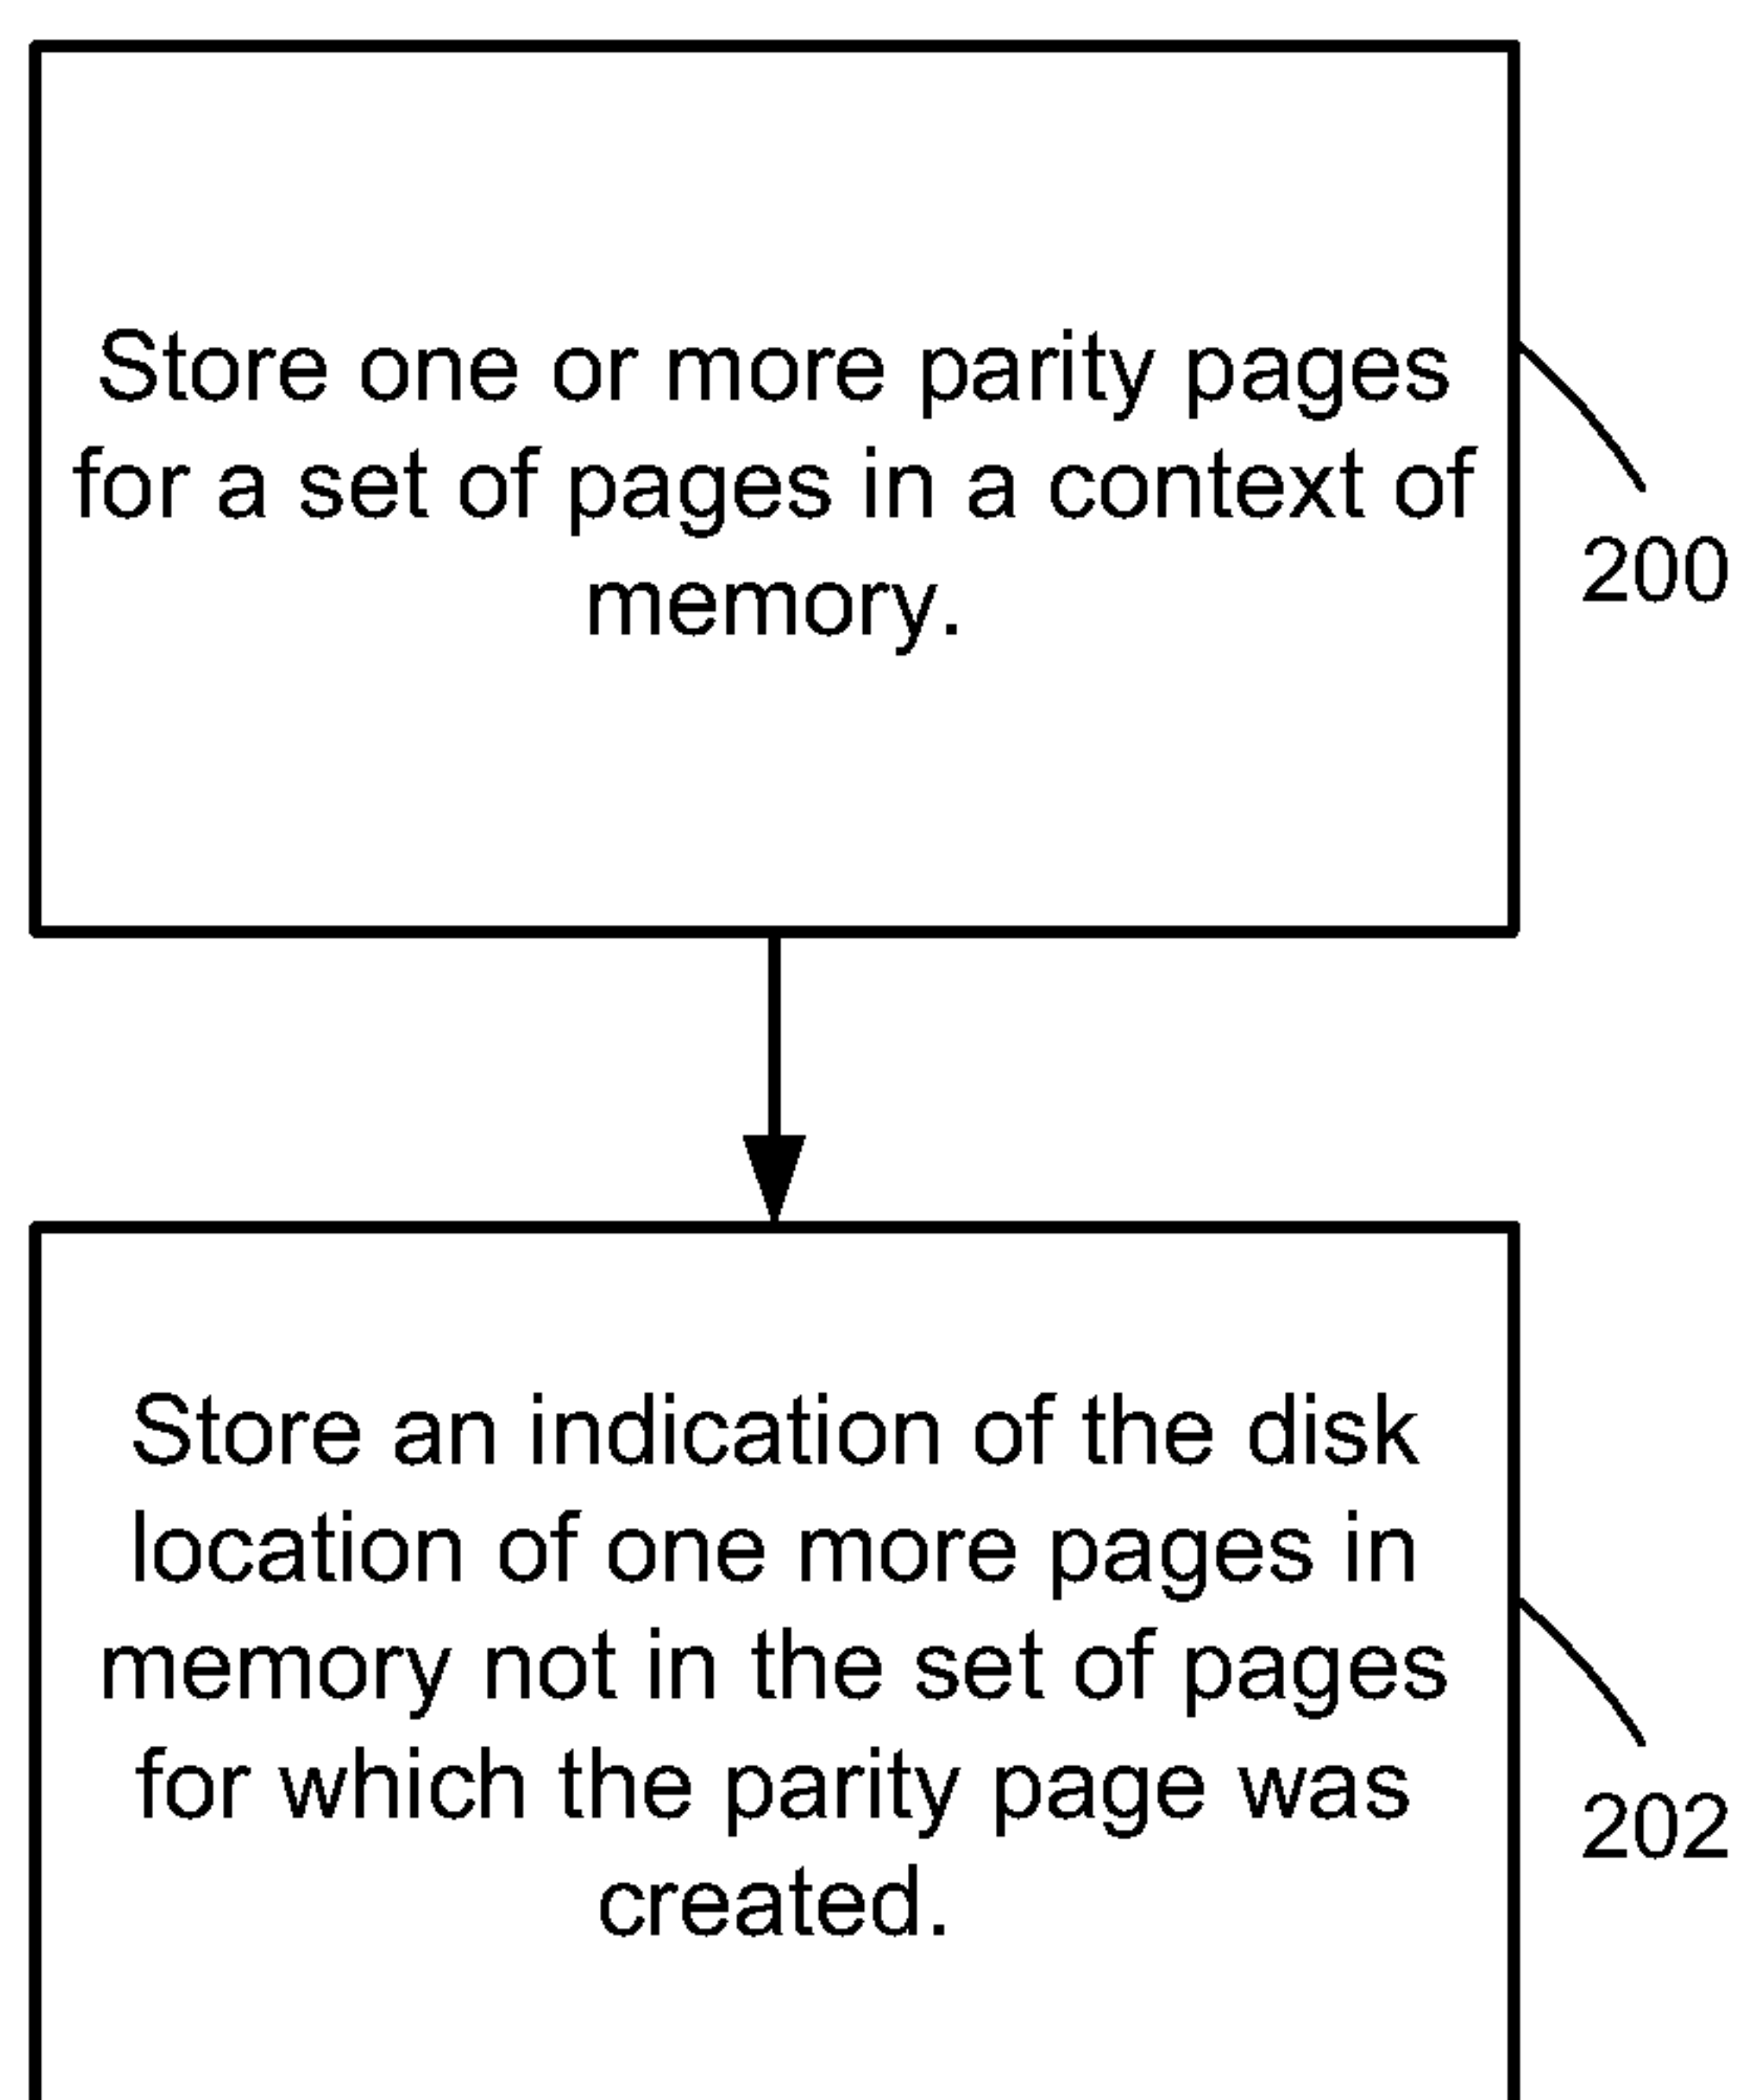 Store one or more parity pages
for a set of pages in a context of
memory.
200
Store an indication of the disk
location of one more pages in
memory not in the set of pages
for which the parity page was
created.
202